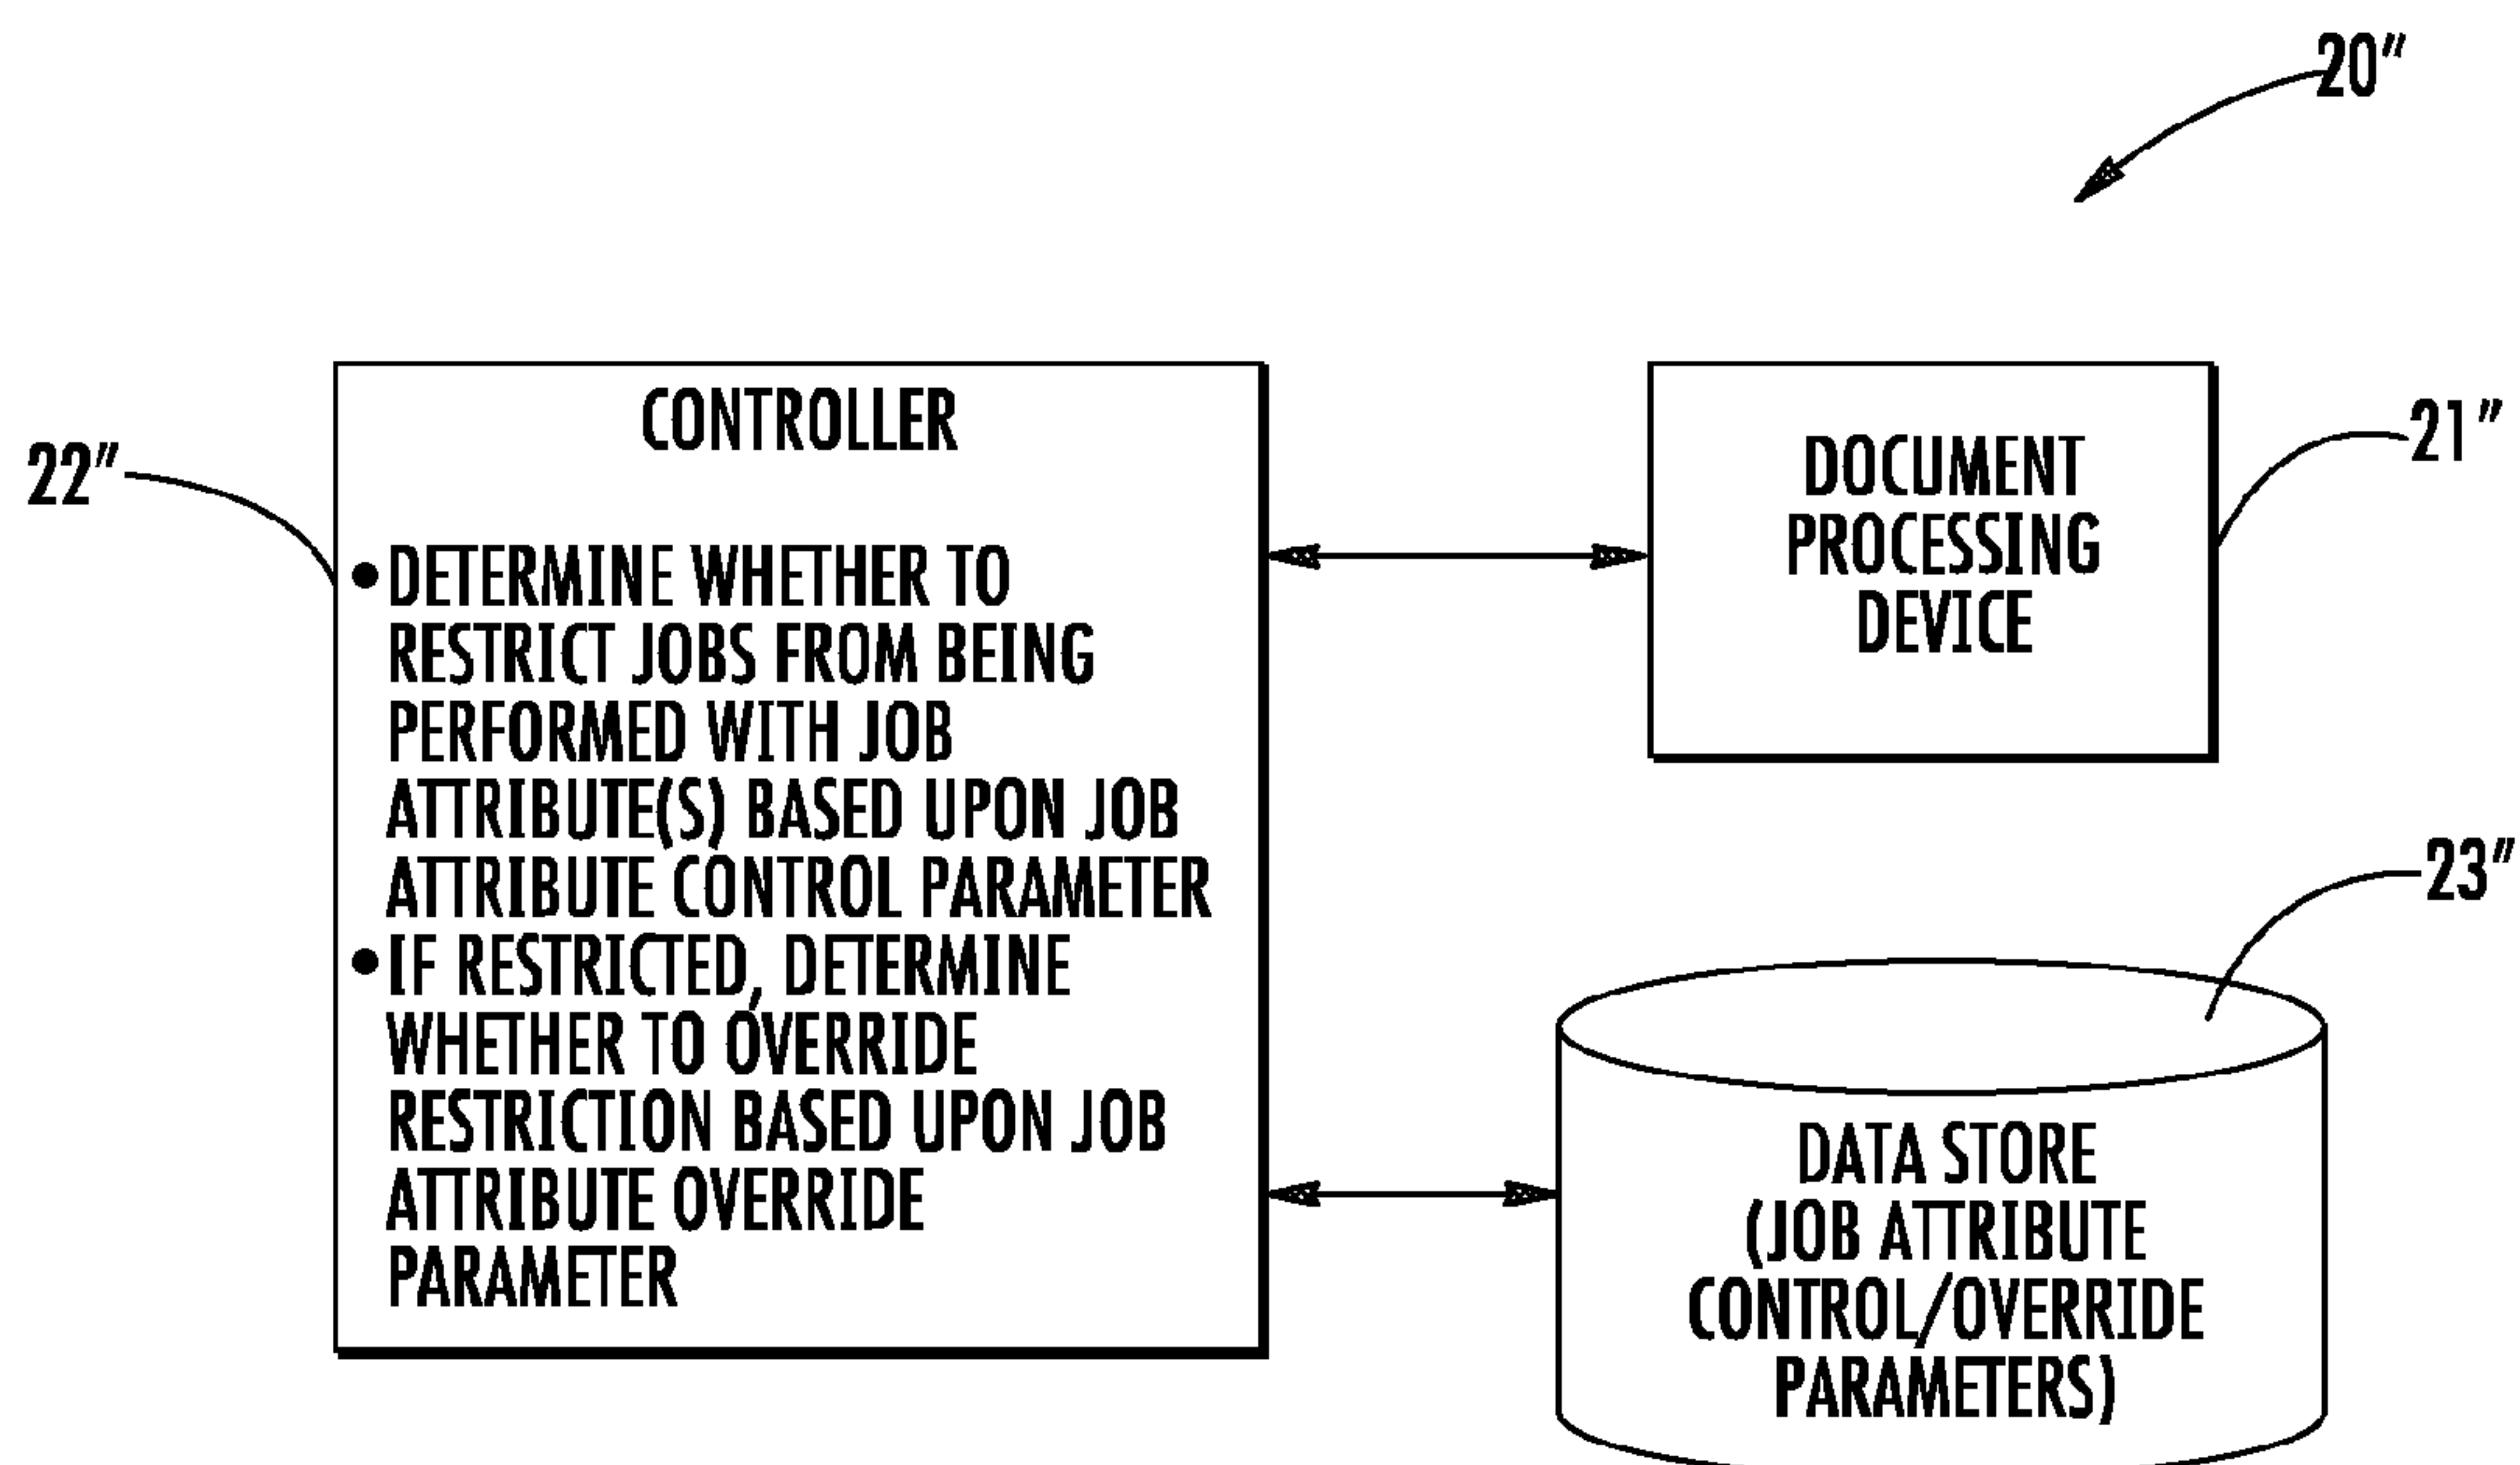 20"
CONTROLLER
22"
● DETERMINE WHETHER TO
RESTRICT JOBS FROM BEING
PERFORMED WITH JOB
ATTRIBUTE(S) BASED UPON JOB
ATTRIBUTE CONTROL PARAMETER
● IF RESTRICTED, DETERMINE
WHETHER TO OVERRIDE
RESTRICTION BASED UPON JOB
ATTRIBUTE OVERRIDE
PARAMETER
DOCUMENT
PROCESSING
DEVICE
21"
23"
DATA STORE
(JOB ATTRIBUTE
CONTROL/OVERRIDE
PARAMETERS)